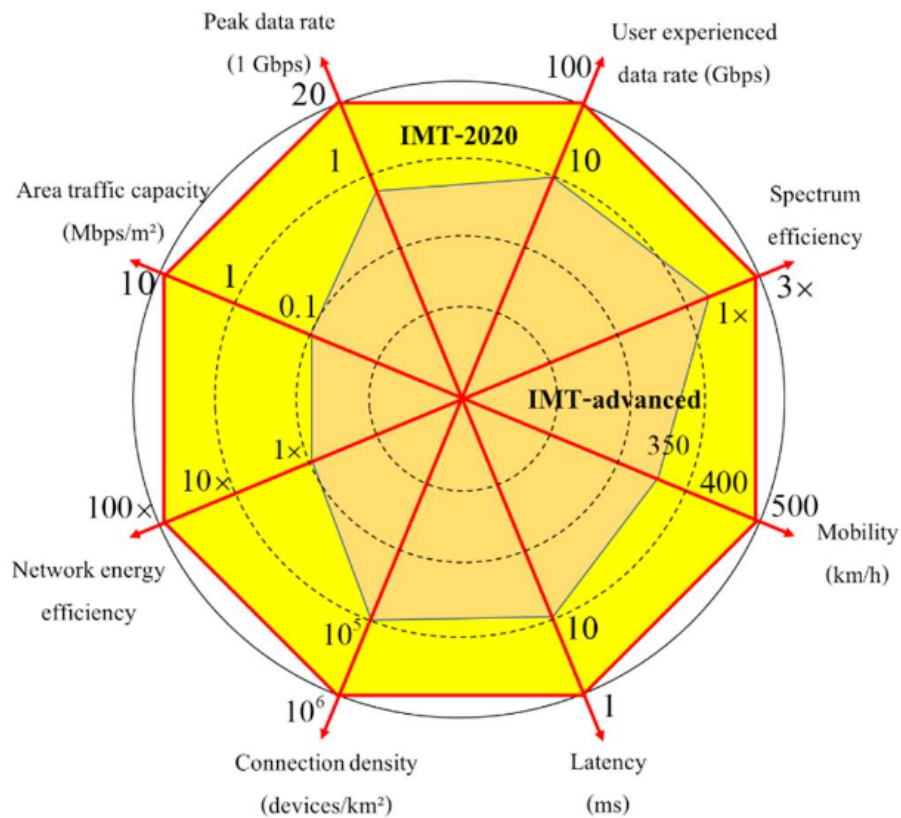 Peak data rate
(1 Gbps)
User experienced
data rate (Gbps)
20
100
IMT-2020
1
10
Area traffic capacity
(Mbps/m²)
Spectrum
efficiency
10
1
0.1
1×
3×
IMT-advanced
350
400
500
1×
10×
100×
Mobility
(km/h)
Network energy
efficiency
10⁵
10
10⁶
1
Connection density
(devices/km²)
Latency
(ms)